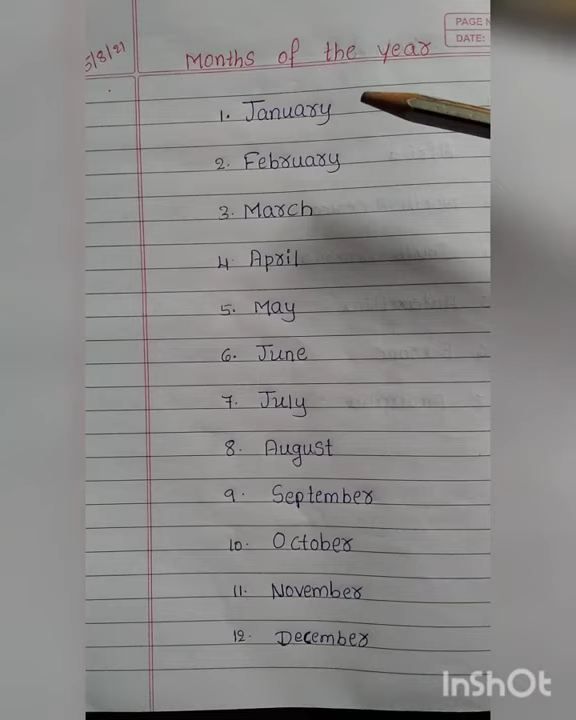 PAGE N
DATE:
5/8/21
Months of the year
1. January
2. February
3. March
4. April
5. May
6. June
7. July
8. August
9. September
10. October
11. November
12. December
InShOt